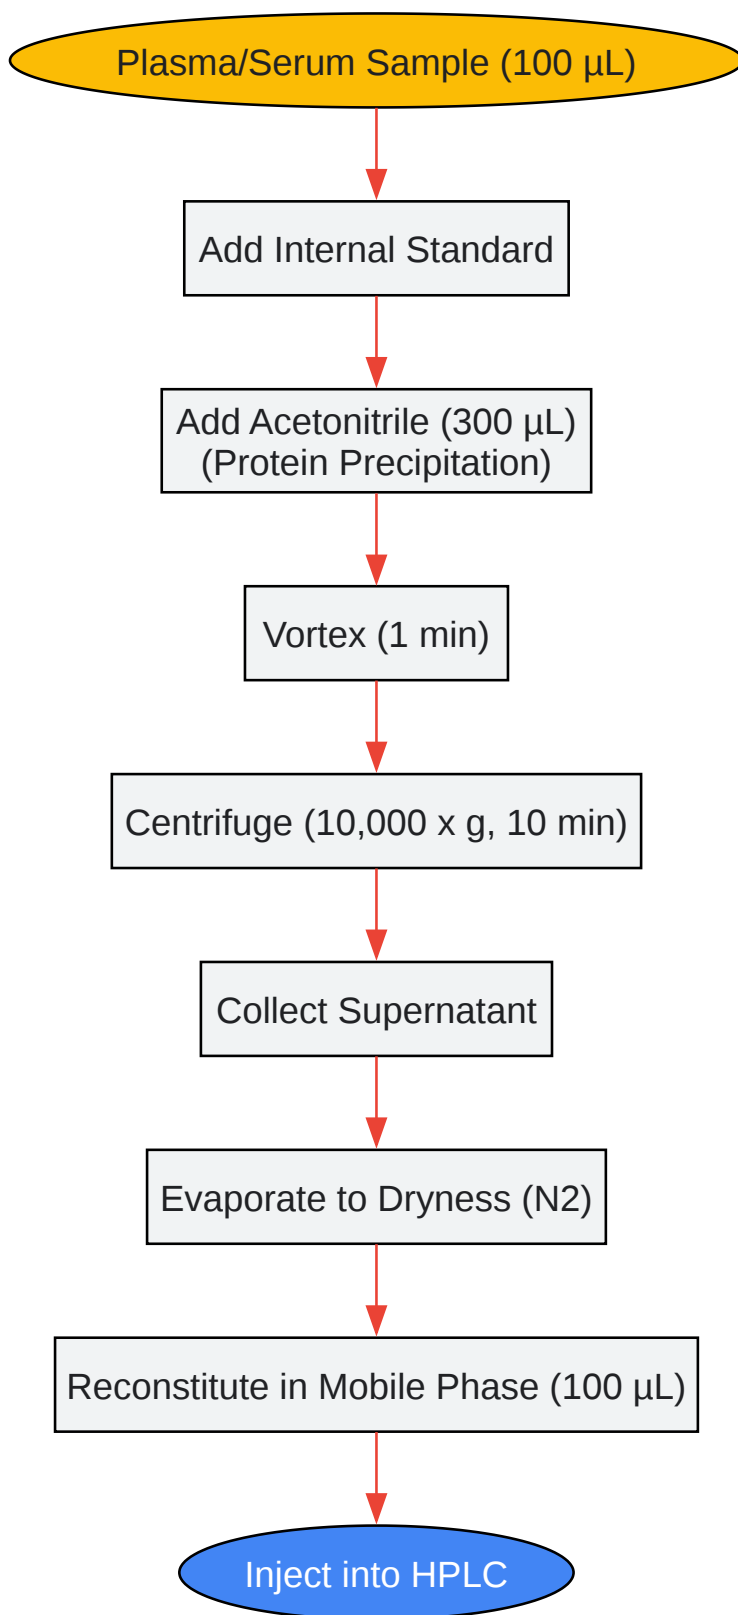 Plasma/Serum Sample (100 µL)
Add Internal Standard
Add Acetonitrile (300 µL)
(Protein Precipitation)
Vortex (1 min)
Centrifuge (10,000 x g, 10 min)
Collect Supernatant
Evaporate to Dryness (N2)
Reconstitute in Mobile Phase (100 µL)
Inject into HPLC